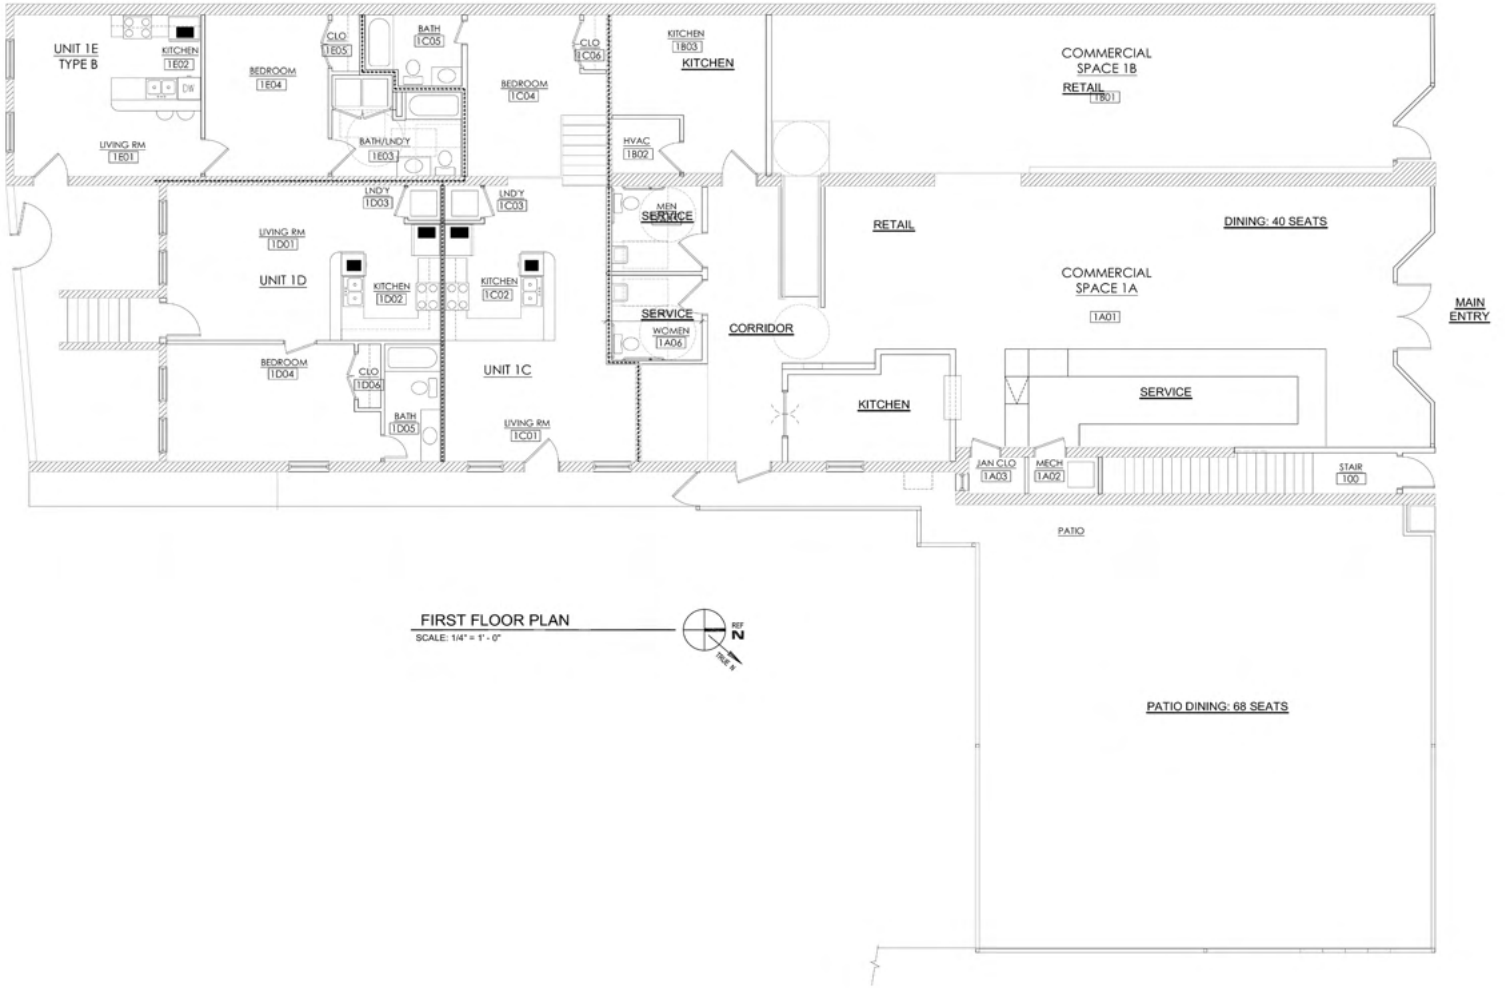 UNIT 1E
TYPE B
KITCHEN
1E02
LIVING RM
1E01
BEDROOM
1E04
CLO
1E05
BATH
1C05
BATH/LND'Y
1E03
BEDROOM
1C04
CLO
1C06
KITCHEN
1B03
KITCHEN
HVAC
1B02
COMMERCIAL
SPACE 1B
RETAIL
1B01
LND'Y
1D03
LND'Y
1C03
LIVING RM
1D01
UNIT 1D
KITCHEN
1D02
KITCHEN
1C02
MEN
SERVICE
SERVICE
WOMEN
1A06
CORRIDOR
RETAIL
DINING: 40 SEATS
COMMERCIAL
SPACE 1A
1A01
MAIN
ENTRY
BEDROOM
1D04
CLO
1D06
BATH
1D05
UNIT 1C
LIVING RM
1C01
KITCHEN
SERVICE
JAN CLO
1A03
MECH
1A02
STAIR
100
DW
PATIO
FIRST FLOOR PLAN
SCALE: 1/4" = 1' - 0"
REF
N
TRUE N
PATIO DINING: 68 SEATS